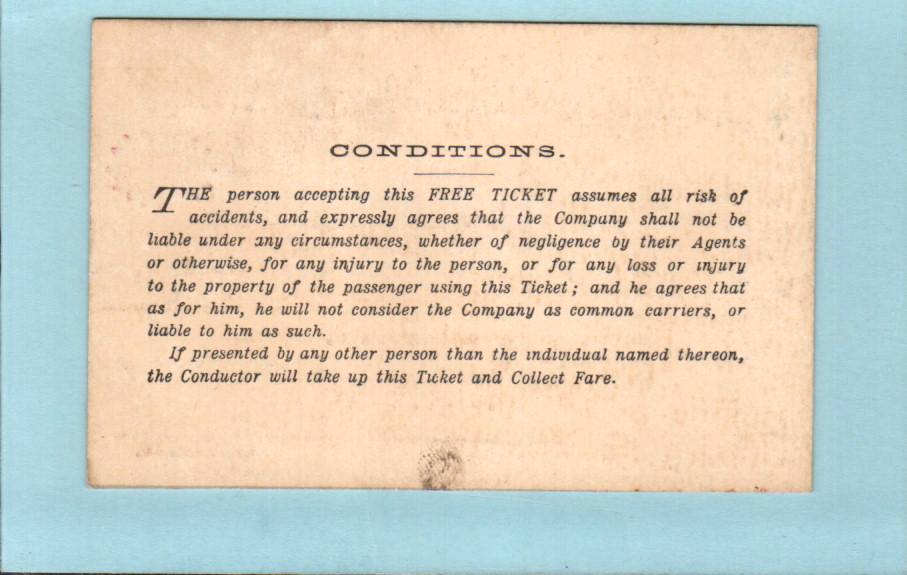 CONDITIONS.
THE person accepting this FREE TICKET assumes all risk of
accidents, and expressly agrees that the Company shall not be
liable under any circumstances, whether of negligence by their Agents
or otherwise, for any injury to the person, or for any loss or injury
to the property of the passenger using this Ticket; and he agrees that
as for him, he will not consider the Company as common carriers, or
liable to him as such.
If presented by any other person than the individual named thereon,
the Conductor will take up this Ticket and Collect Fare.